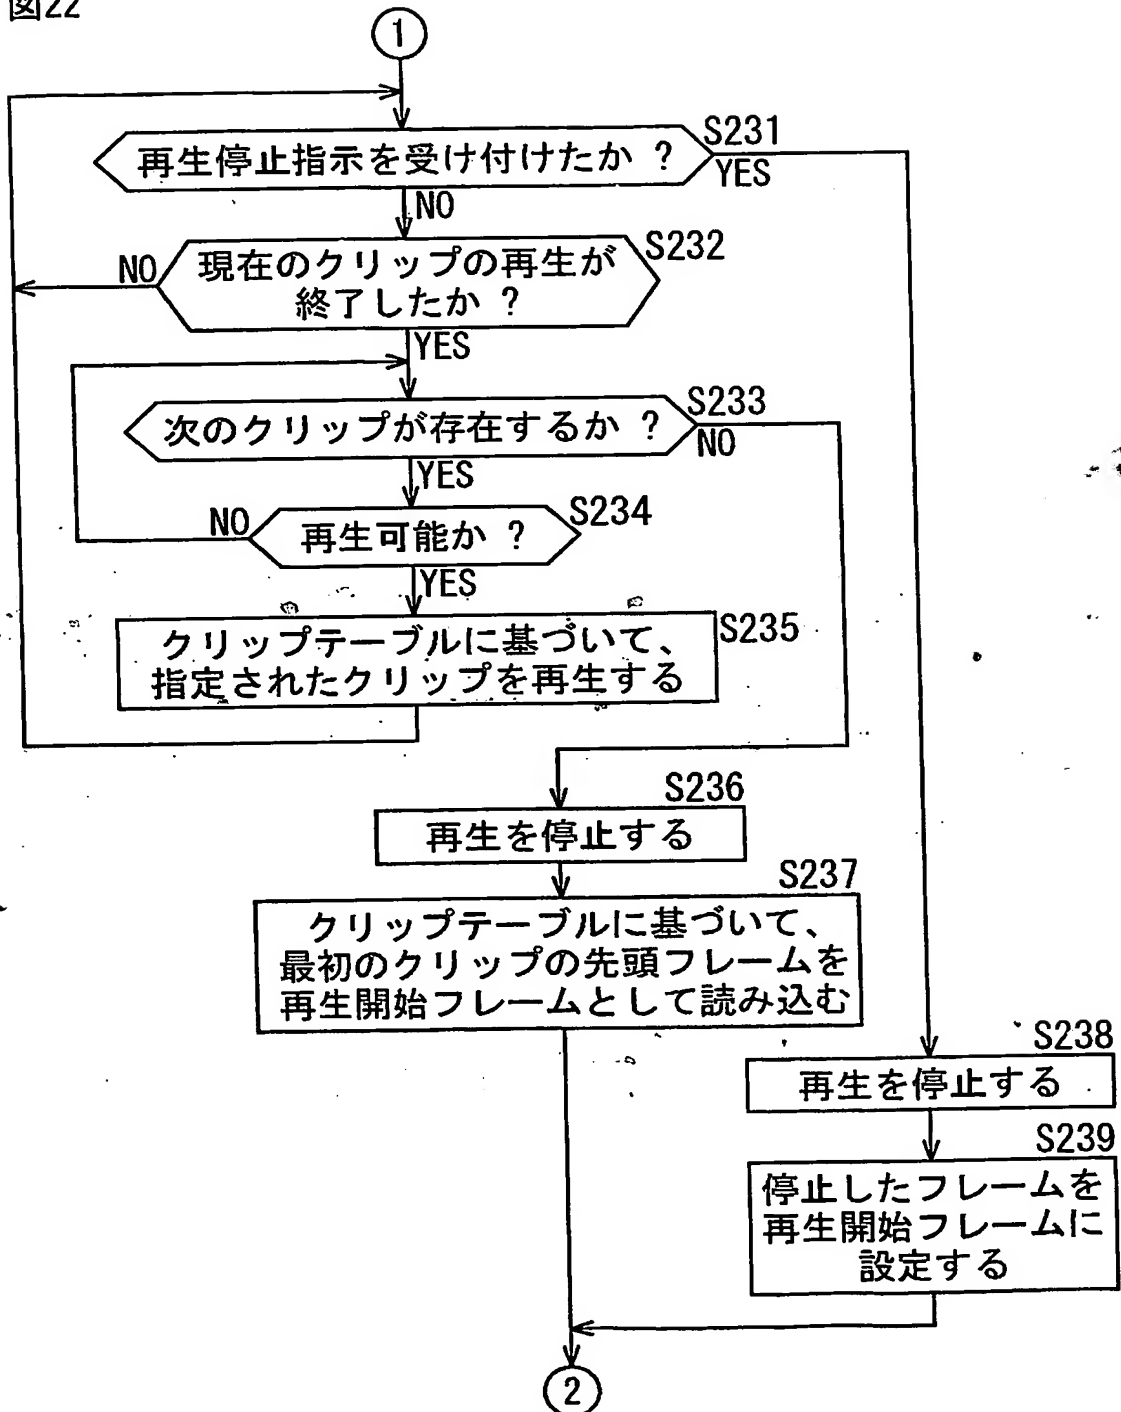 図22
1
再生停止指示を受け付けたか ?
S231
YES
NO
現在のクリップの再生が
終了したか ?
S232
NO
YES
次のクリップが存在するか ?
S233
NO
YES
再生可能か ?
S234
NO
YES
クリップテーブルに基づいて、
指定されたクリップを再生する
S235
S236
再生を停止する
S237
クリップテーブルに基づいて、
最初のクリップの先頭フレームを
再生開始フレームとして読み込む
S238
再生を停止する
S239
停止したフレームを
再生開始フレームに
設定する
2